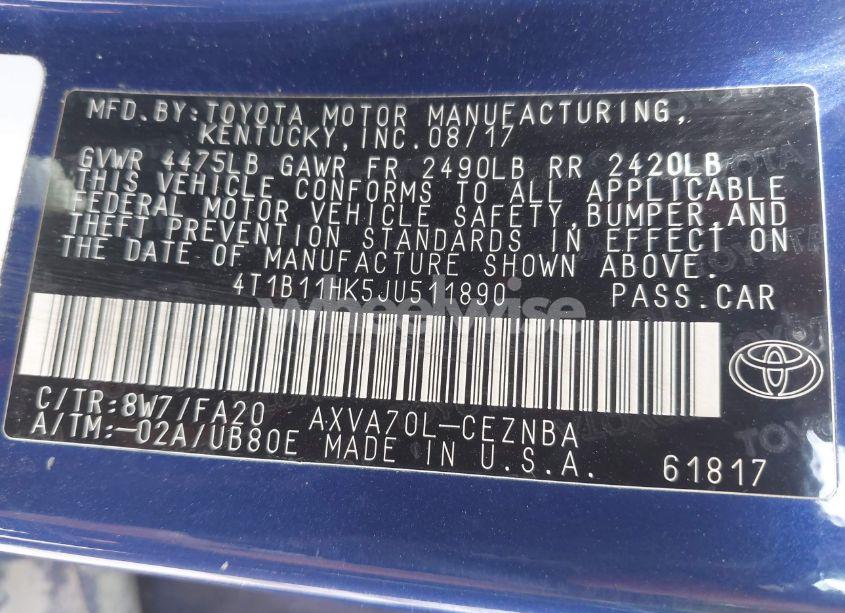 MFD.BY:TOYOTA MOTOR MANUFACTURING,
KENTUCKY,INC.08/17
GVWR 4475LB GAWR FR 2490LB RR 2420LB
THIS VEHICLE CONFORMS TO ALL APPLICABLE
FEDERAL MOTOR VEHICLE SAFETY,BUMPER,AND
THEFT PREVENTION STANDARDS IN EFFECT ON
THE DATE OF MANUFACTURE SHOWN ABOVE.
4T1B11HK5JU511890 PASS.CAR
wheelwise
C/TR:8W7/FA20 AXVA70L-CEZNBA
A/TM:-02A/UB80E MADE IN U.S.A. 61817